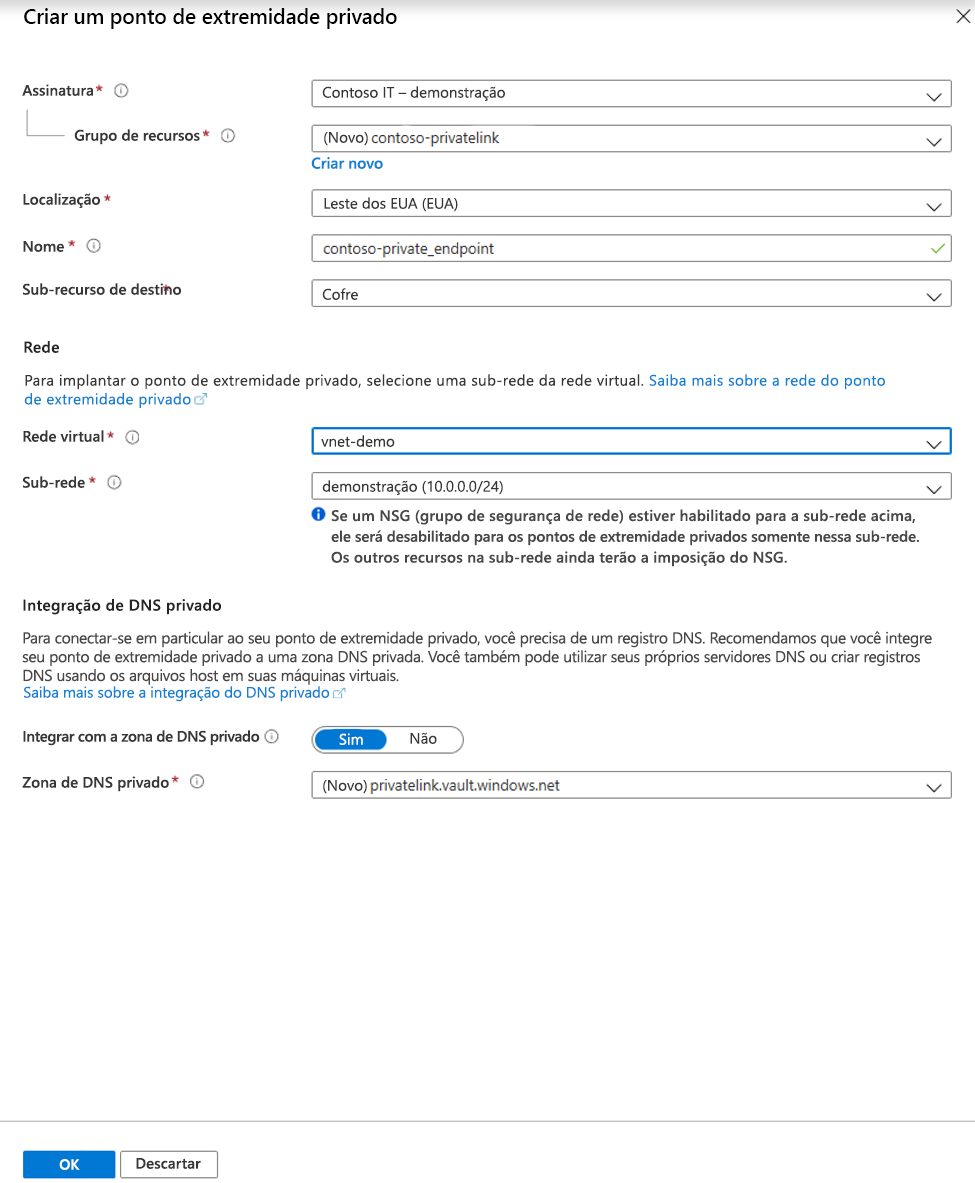 Criar um ponto de extremidade privado
Assinatura*
Contoso IT – demonstração
Grupo de recursos*
(Novo) contoso-privatelink
Criar novo
Localização *
Leste dos EUA (EUA)
Nome *
contoso-private_endpoint
Sub-recurso de destino*
Cofre
Rede
Para implantar o ponto de extremidade privado, selecione uma sub-rede da rede virtual. Saiba mais sobre a rede do ponto
de extremidade privado
Rede virtual *
vnet-demo
Sub-rede *
demonstração (10.0.0.0/24)
Se um NSG (grupo de segurança de rede) estiver habilitado para a sub-rede acima,
ele será desabilitado para os pontos de extremidade privados somente nessa sub-rede.
Os outros recursos na sub-rede ainda terão a imposição do NSG.
Integração de DNS privado
Para conectar-se em particular ao seu ponto de extremidade privado, você precisa de um registro DNS. Recomendamos que você integre
seu ponto de extremidade privado a uma zona DNS privada. Você também pode utilizar seus próprios servidores DNS ou criar registros
DNS usando os arquivos host em suas máquinas virtuais.
Saiba mais sobre a integração do DNS privado
Integrar com a zona de DNS privado
Sim Não
Zona de DNS privado*
(Novo) privatelink.vault.windows.net
OK Descartar